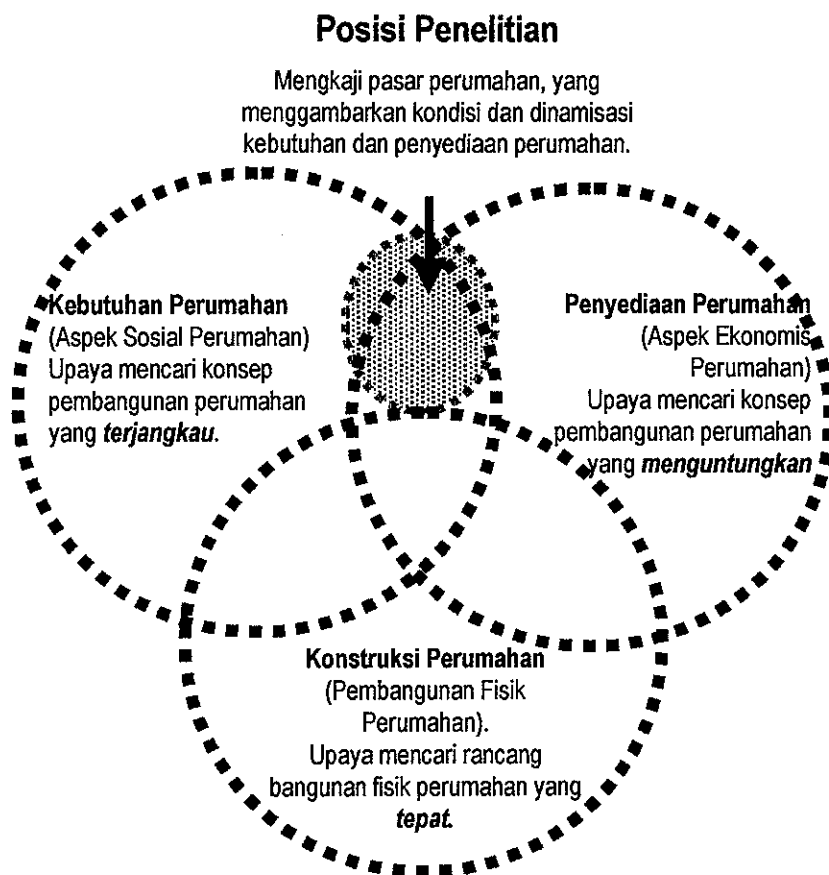 Posisi Penelitian
Mengkaji pasar perumahan, yang
menggambarkan kondisi dan dinamisasi
kebutuhan dan penyediaan perumahan.
Kebutuhan Perumahan
(Aspek Sosial Perumahan)
Upaya mencari konsep
pembangunan perumahan
yang terjangkau.
Penyediaan Perumahan
(Aspek Ekonomis
Perumahan)
Upaya mencari konsep
pembangunan perumahan
yang menguntungkan
Konstruksi Perumahan
(Pembangunan Fisik
Perumahan).
Upaya mencari rancang
bangunan fisik perumahan yang
tepat.